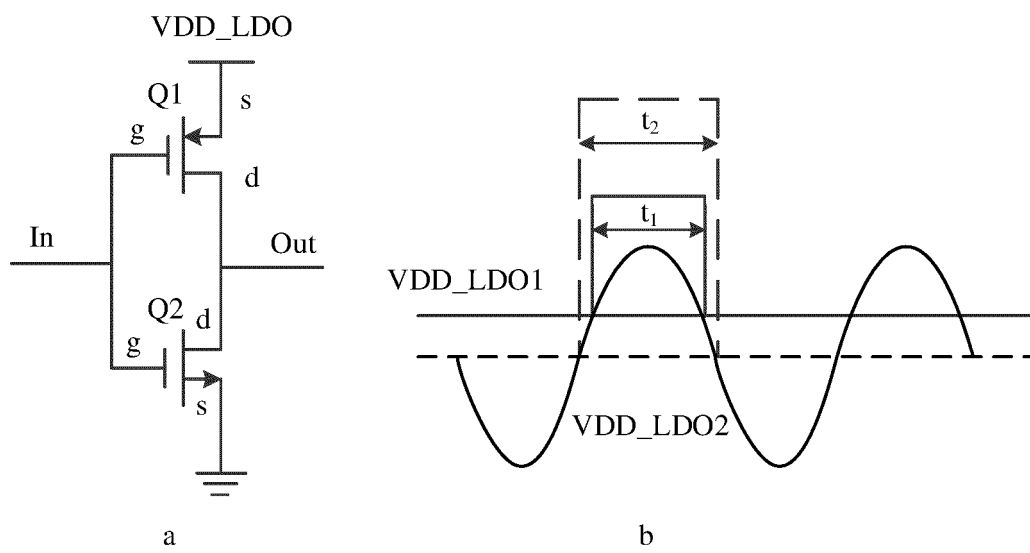 VDD_LDO
Q1
s
g
d
In
Out
Q2
d
g
s
a
t₂
t₁
VDD_LDO1
VDD_LDO2
b